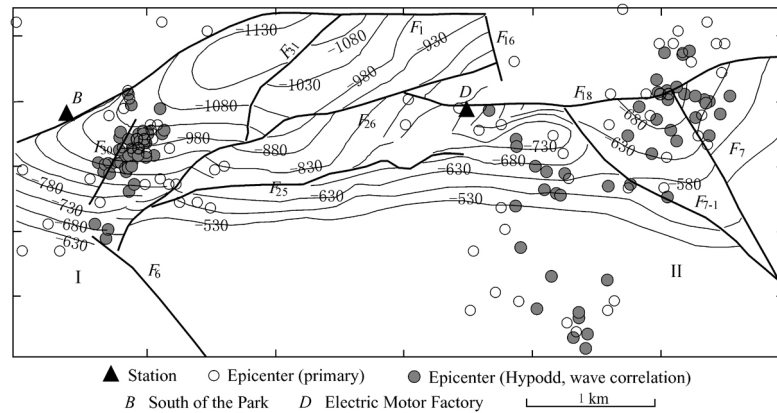 −1130
F31
−1080
F1
−930
F16
−1030
−980
B
−1080
D
F18
F26
−680
−980
−730
−630
F30
−880
−680
F7
−830
−630
−780
F25
−580
−730
−630
−530
F7-1
−680
−530
−630
F6
I
II
Station
Epicenter (primary)
Epicenter (Hypodd, wave correlation)
1 km
B South of the Park
D Electric Motor Factory